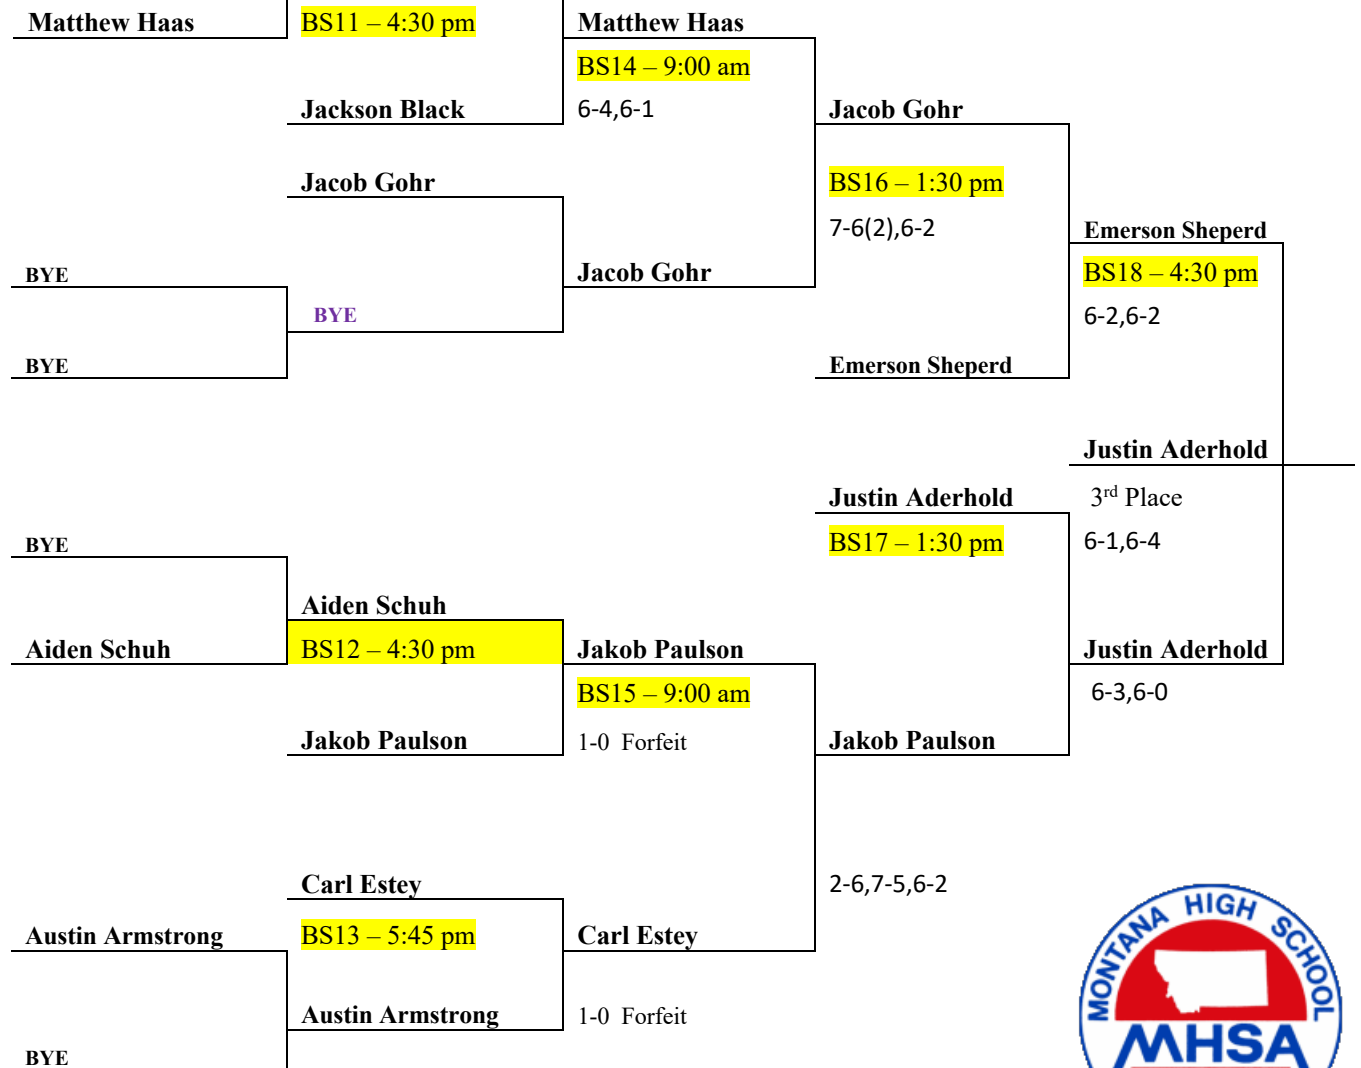 Matthew Haas
BS11 – 4:30 pm
Matthew Haas
BS14 – 9:00 am
Jackson Black
6-4,6-1
Jacob Gohr
Jacob Gohr
BS16 – 1:30 pm
7-6(2),6-2
Emerson Sheperd
BYE
Jacob Gohr
BS18 – 4:30 pm
BYE
6-2,6-2
BYE
Emerson Sheperd
Justin Aderhold
Justin Aderhold
3rd Place
BYE
BS17 – 1:30 pm
6-1,6-4
Aiden Schuh
Aiden Schuh
BS12 – 4:30 pm
Jakob Paulson
Justin Aderhold
BS15 – 9:00 am
6-3,6-0
Jakob Paulson
1-0 Forfeit
Jakob Paulson
Carl Estey
2-6,7-5,6-2
Austin Armstrong
BS13 – 5:45 pm
Carl Estey
Austin Armstrong
1-0 Forfeit
BYE
MONTANA HIGH SCHOOL
MHSA